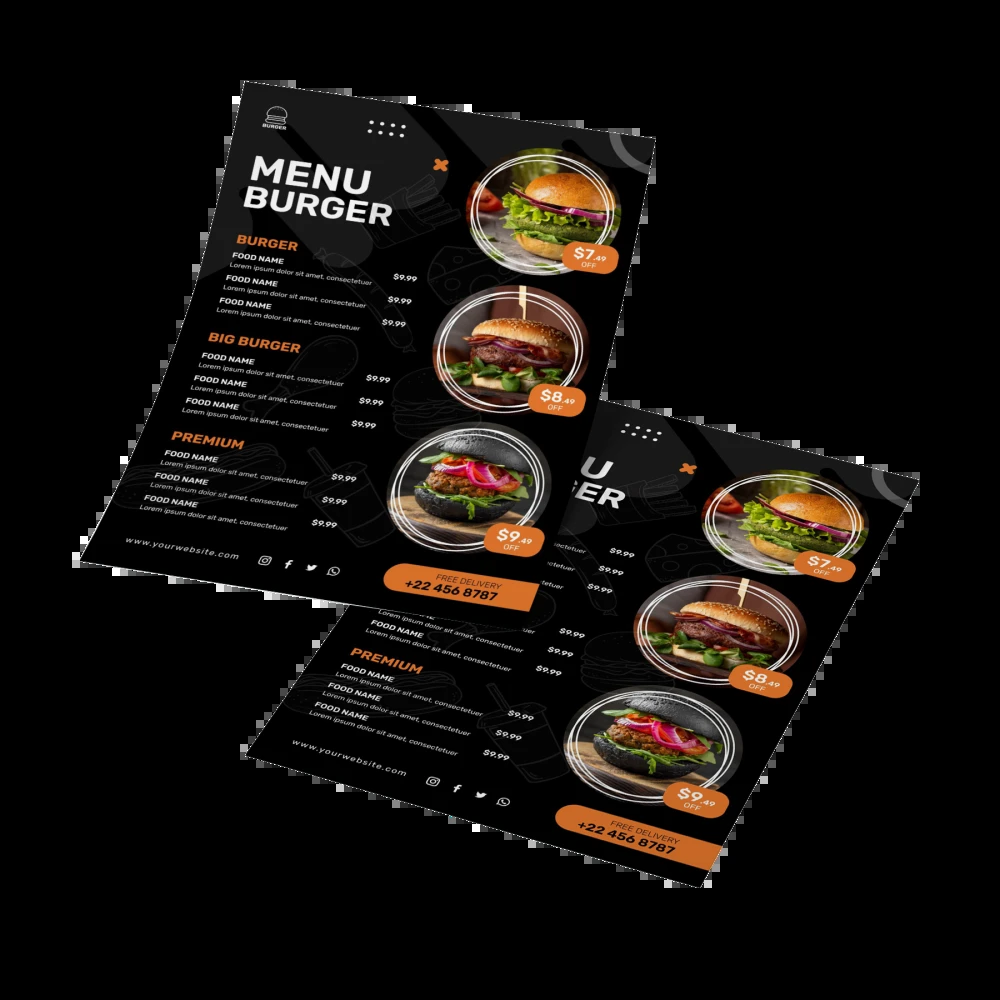 BURGER
MENU
BURGER
BURGER
FOOD NAME
Lorem ipsum dolor sit amet, consectetuer
$9.99
FOOD NAME
Lorem ipsum dolor sit amet, consectetuer
$9.99
FOOD NAME
Lorem ipsum dolor sit amet, consectetuer
$9.99
BIG BURGER
FOOD NAME
Lorem ipsum dolor sit amet, consectetuer
$9.99
FOOD NAME
Lorem ipsum dolor sit amet, consectetuer
$9.99
FOOD NAME
Lorem ipsum dolor sit amet, consectetuer
$9.99
PREMIUM
FOOD NAME
Lorem ipsum dolor sit amet, consectetuer
$9.99
FOOD NAME
Lorem ipsum dolor sit amet, consectetuer
$9.99
FOOD NAME
Lorem ipsum dolor sit amet, consectetuer
$9.99
$7.49
OFF
$8.49
OFF
$9.49
OFF
www.yourwebsite.com
FREE DELIVERY
+22 456 8787
U
GER
$9.99
$9.99
$9.99
Lorem ipsum dolor sit amet, consectetuer
$9.99
FOOD NAME
Lorem ipsum dolor sit amet, consectetuer
$9.99
FOOD NAME
Lorem ipsum dolor sit amet, consectetuer
$9.99
PREMIUM
FOOD NAME
Lorem ipsum dolor sit amet, consectetuer
$9.99
FOOD NAME
Lorem ipsum dolor sit amet, consectetuer
$9.99
FOOD NAME
Lorem ipsum dolor sit amet, consectetuer
$9.99
$7.49
OFF
$8.49
OFF
$9.49
OFF
www.yourwebsite.com
FREE DELIVERY
+22 456 8787